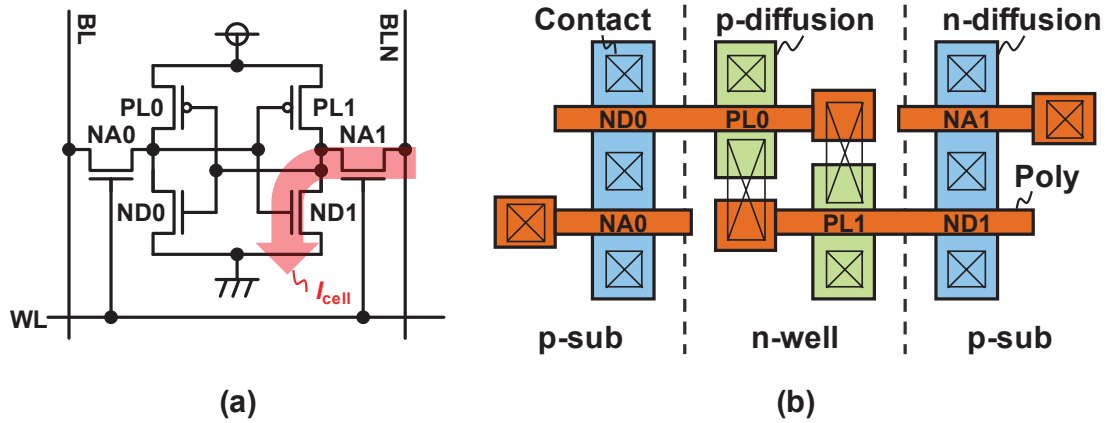 BL
BLN
PL0
PL1
NA0
NA1
ND0
ND1
Icell
WL
(a)
Contact
p-diffusion
n-diffusion
ND0
PL0
NA1
Poly
NA0
PL1
ND1
p-sub
n-well
p-sub
(b)